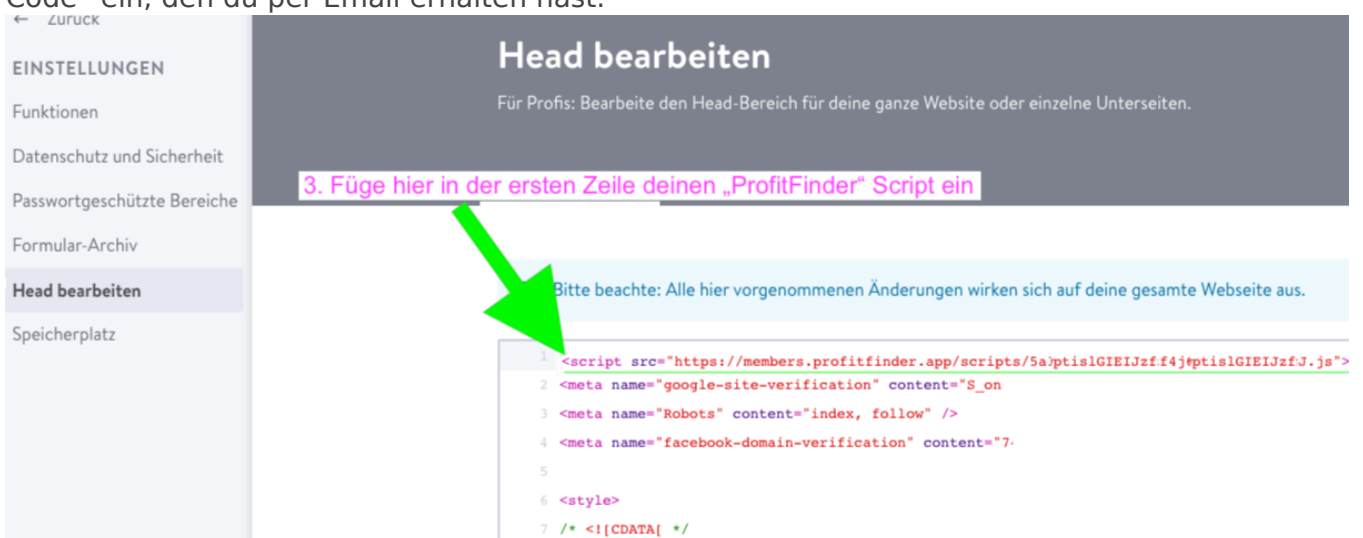 Code" ein, den du per Email erhalten hast.
← Zurück
EINSTELLUNGEN
Funktionen
Datenschutz und Sicherheit
Passwortgeschützte Bereiche
Formular-Archiv
Head bearbeiten
Speicherplatz
Head bearbeiten
Für Profis: Bearbeite den Head-Bereich für deine ganze Website oder einzelne Unterseiten.
3. Füge hier in der ersten Zeile deinen „ProfitFinder“ Script ein
Bitte beachte: Alle hier vorgenommenen Änderungen wirken sich auf deine gesamte Webseite aus.
1 <script src="https://members.profitfinder.app/scripts/
2 <meta name="google-site-verification" content="S_on
3 <meta name="Robots" content="index, follow" />
4 <meta name="facebook-domain-verification" content="7
5
6 <style>
7 /* <![CDATA[ */